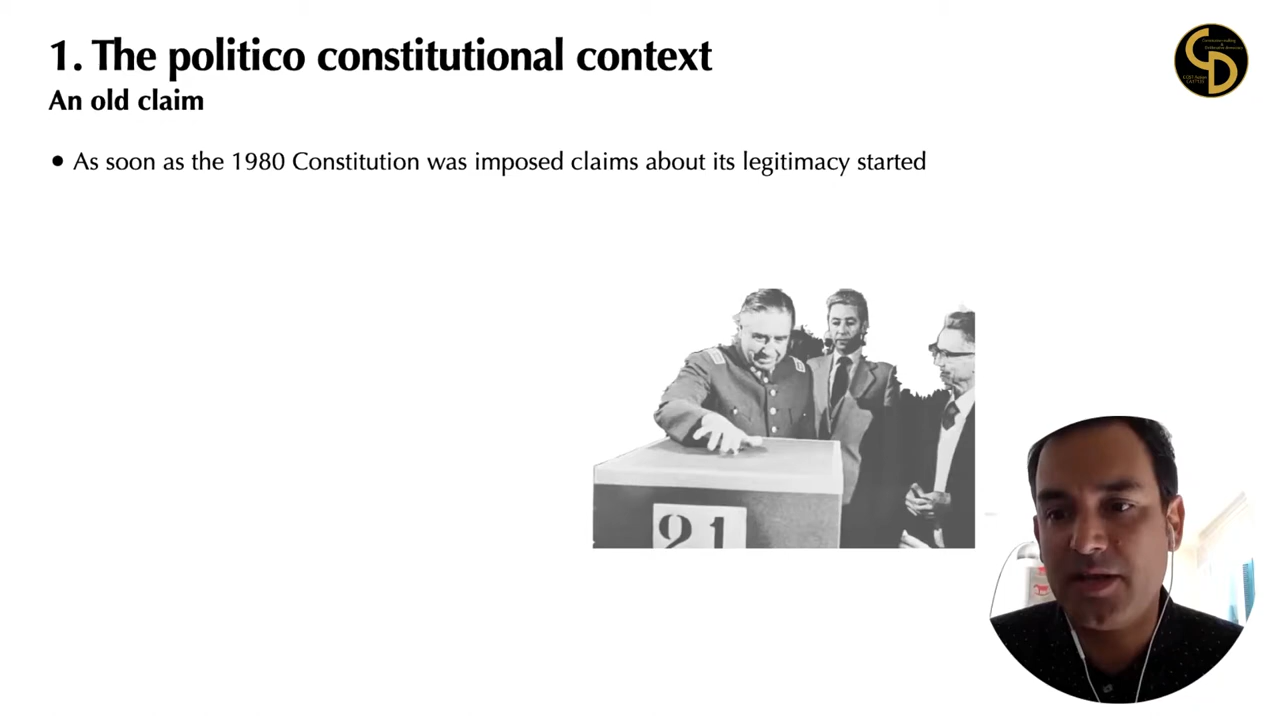 1. The politico constitutional context
An old claim
• As soon as the 1980 Constitution was imposed claims about its legitimacy started
21